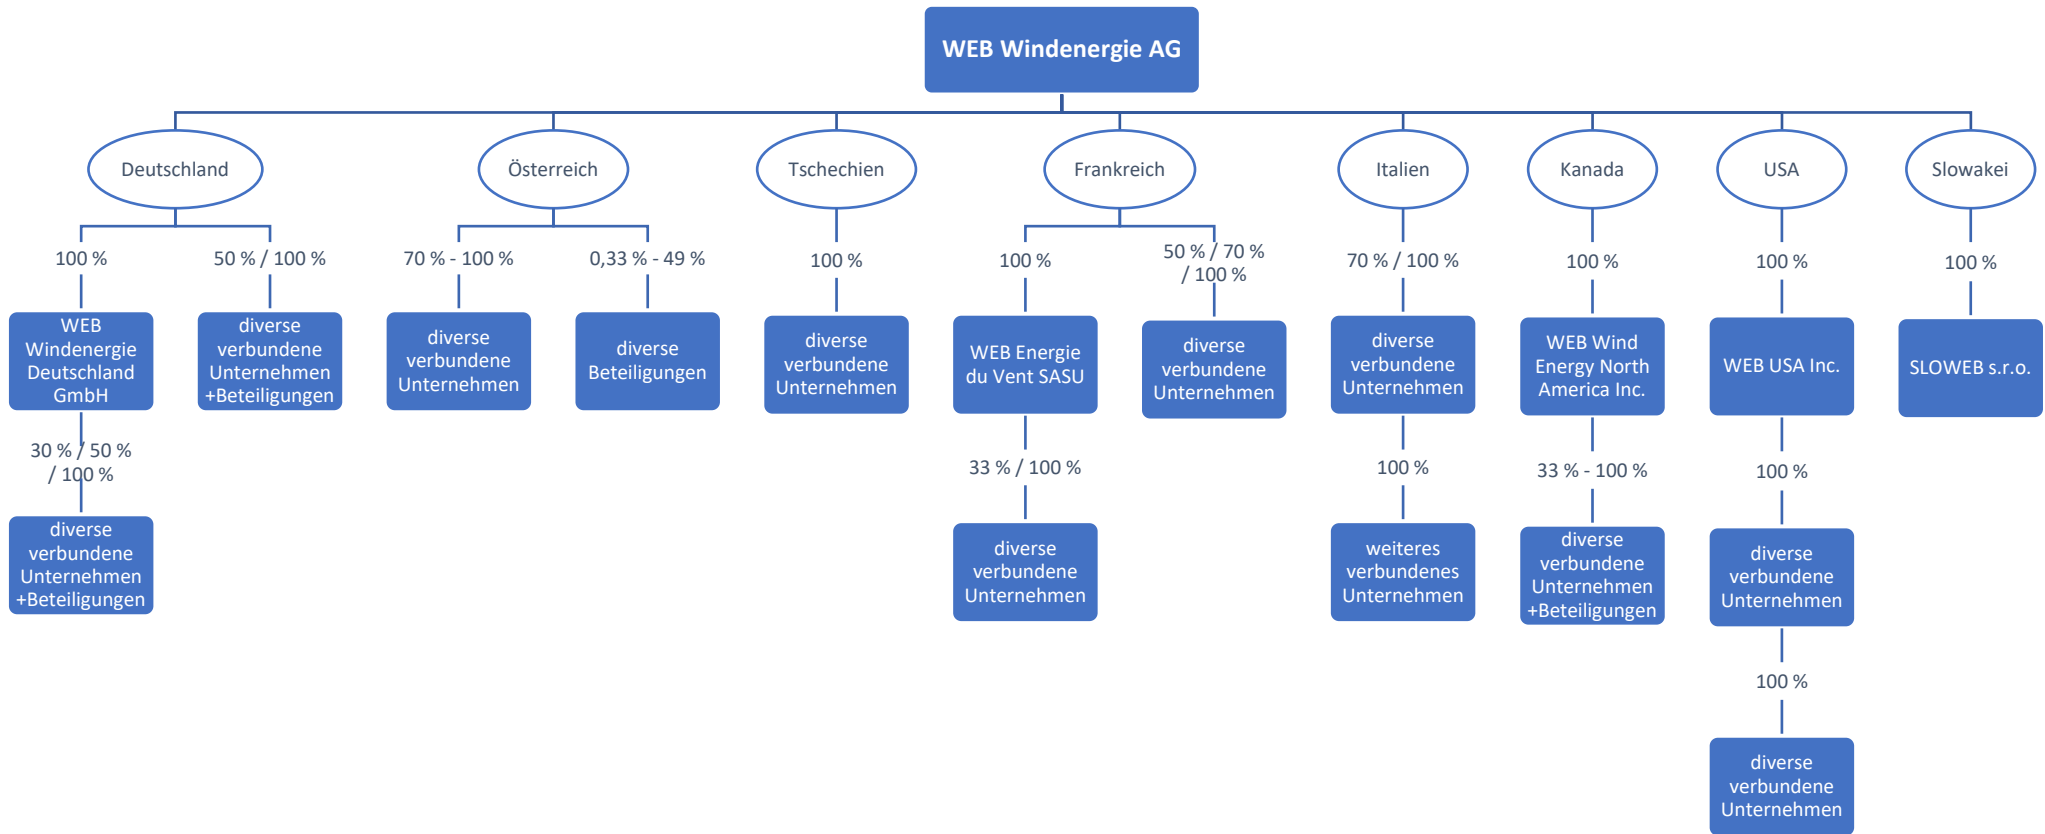 WEB Windenergie AG
Deutschland
Österreich
Tschechien
Frankreich
Italien
Kanada
USA
Slowakei
100 %
50 % / 100 %
70 % - 100 %
0,33 % - 49 %
100 %
100 %
50 % / 70 %
/ 100 %
70 % / 100 %
100 %
100 %
100 %
WEB
Windenergie
Deutschland
GmbH
diverse
verbundene
Unternehmen
+Beteiligungen
diverse
verbundene
Unternehmen
diverse
Beteiligungen
diverse
verbundene
Unternehmen
WEB Energie
du Vent SASU
diverse
verbundene
Unternehmen
diverse
verbundene
Unternehmen
WEB Wind
Energy North
America Inc.
WEB USA Inc.
SLOWEB s.r.o.
30 % / 50 %
/ 100 %
33 % / 100 %
100 %
33 % - 100 %
100 %
diverse
verbundene
Unternehmen
+Beteiligungen
diverse
verbundene
Unternehmen
weiteres
verbundenes
Unternehmen
diverse
verbundene
Unternehmen
+Beteiligungen
diverse
verbundene
Unternehmen
100 %
diverse
verbundene
Unternehmen